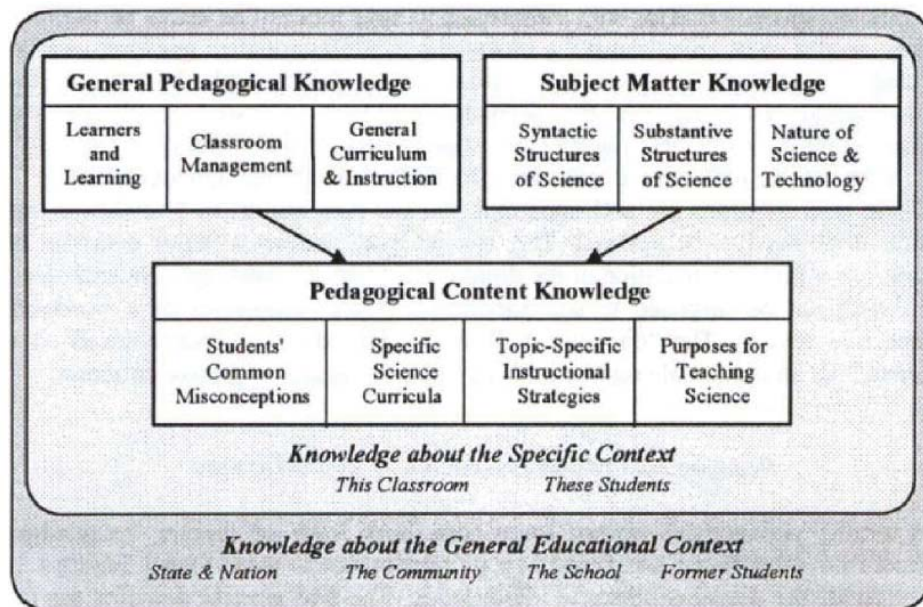 General Pedagogical Knowledge
Learners
and
Learning
Classroom
Management
General
Curriculum
& Instruction
Subject Matter Knowledge
Syntactic
Structures
of Science
Substantive
Structures
of Science
Nature of
Science &
Technology
Pedagogical Content Knowledge
Students'
Common
Misconceptions
Specific
Science
Curricula
Topic-Specific
Instructional
Strategies
Purposes for
Teaching
Science
Knowledge about the Specific Context
This Classroom These Students
Knowledge about the General Educational Context
State & Nation The Community The School Former Students